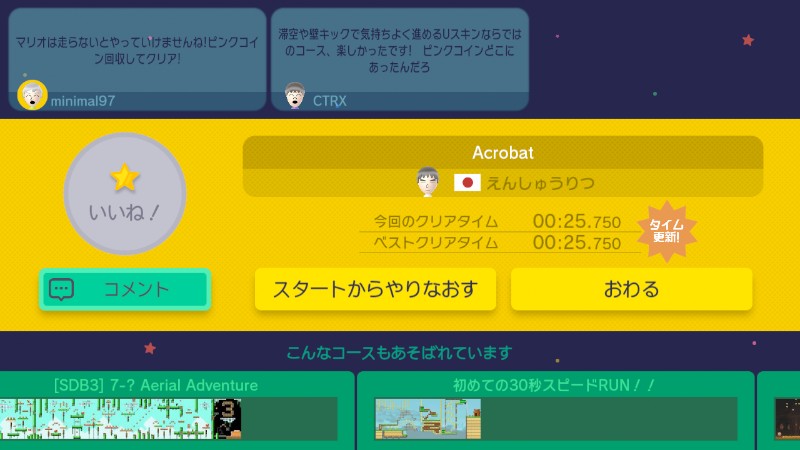 マリオは走らないとやっていけませんね!ピンクコイ
ン回収してクリア!
minimal97
滞空や壁キックで気持ちよく進めるUスキンならでは
のコース、楽しかったです!　ピンクコインどこに
あったんだろ
CTRX
いいね！
Acrobat
えんしゅうりつ
今回のクリアタイム 00:25.750
ベストクリアタイム 00:25.750
タイム
更新!
コメント
スタートからやりなおす
おわる
こんなコースもあそばれています
[SDB3] 7-? Aerial Adventure
初めての30秒スピードRUN！！
3